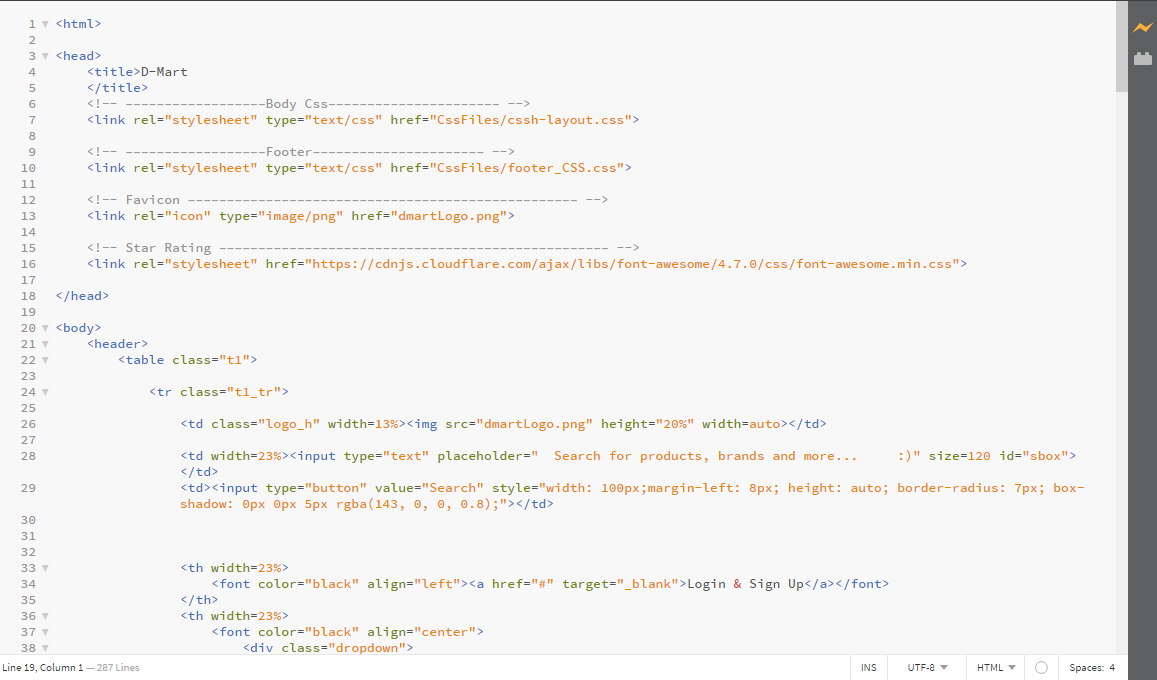 1 <html>
2
3 <head>
4 <title>D-Mart
5 </title>
6 <!-- ------------------Body Css---------------------- -->
7 <link rel="stylesheet" type="text/css" href="CssFiles/cssh-layout.css">
8
9 <!-- ------------------Footer---------------------- -->
10 <link rel="stylesheet" type="text/css" href="CssFiles/footer_CSS.css">
11
12 <!-- Favicon -------------------------------------------------- -->
13 <link rel="icon" type="image/png" href="dmartLogo.png">
14
15 <!-- Star Rating -------------------------------------------------- -->
16 <link rel="stylesheet" href="https://cdnjs.cloudflare.com/ajax/libs/font-awesome/4.7.0/css/font-awesome.min.css">
17
18 </head>
19
20 <body>
21 <header>
22 <table class="t1">
23
24 <tr class="t1_tr">
25
26 <td class="logo_h" width=13%><img src="dmartLogo.png" height="20%" width=auto></td>
27
28 <td width=23%><input type="text" placeholder="  Search for products, brands and more...     :)" size=120 id="sbox">
</td>
29 <td><input type="button" value="Search" style="width: 100px;margin-left: 8px; height: auto; border-radius: 7px; box-
shadow: 0px 0px 5px rgba(143, 0, 0, 0.8);"></td>
30
31
32
33 <th width=23%>
34 <font color="black" align="left"><a href="#" target="_blank">Login & Sign Up</a></font>
35 </th>
36 <th width=23%>
37 <font color="black" align="center">
38 <div class="dropdown">
Line 19, Column 1 — 287 Lines
INS UTF-8 HTML Spaces: 4